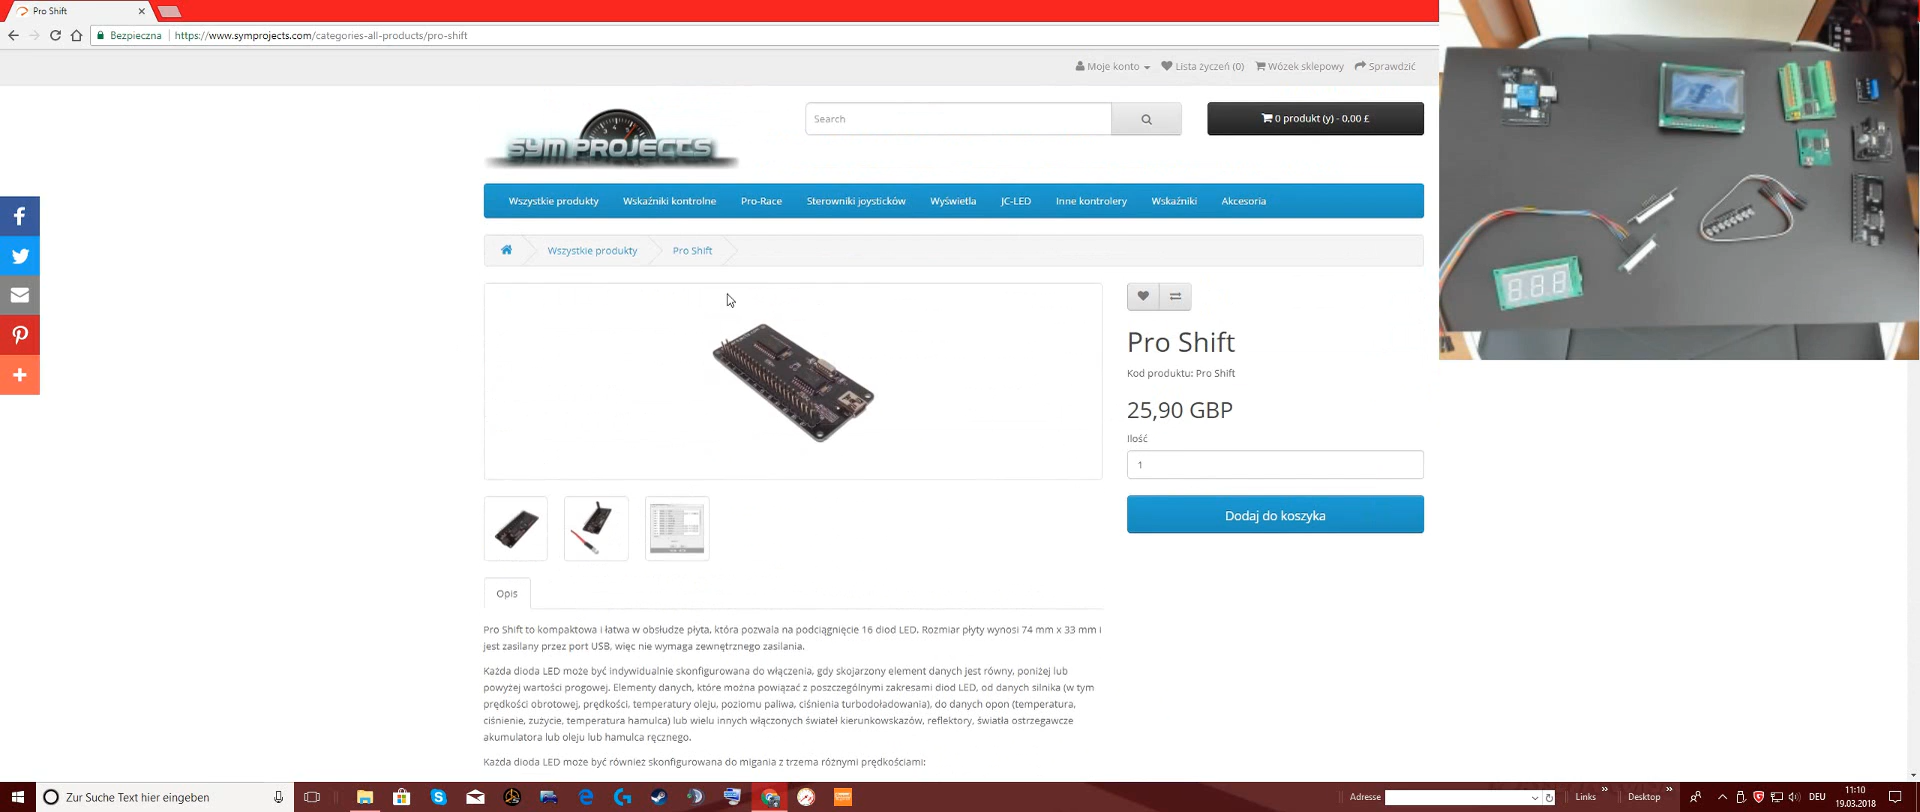 Pro Shift
Bezpieczna
https://www.symprojects.com/categories-all-products/pro-shift
Moje konto
Lista życzeń (0)
Wózek sklepowy
Sprawdzić
SYM PROJECTS
Search
0 produkt (y) - 0,00 £
Wszystkie produkty
Wskaźniki kontrolne
Pro-Race
Sterowniki joysticków
Wyświetla
JC-LED
Inne kontrolery
Wskaźniki
Akcesoria
Wszystkie produkty
Pro Shift
Pro Shift
Kod produktu: Pro Shift
25,90 GBP
Ilość
1
Dodaj do koszyka
Opis
Pro Shift to kompaktowa i łatwa w obsłudze płyta, która pozwala na podciągnięcie 16 diod LED. Rozmiar płyty wynosi 74 mm x 33 mm i
jest zasilany przez port USB, więc nie wymaga zewnętrznego zasilania.
Każda dioda LED może być indywidualnie skonfigurowana do włączenia, gdy skojarzony element danych jest równy, poniżej lub
powyżej wartości progowej. Elementy danych, które można powiązać z poszczególnymi zakresami diod LED, od danych silnika (w tym
prędkości obrotowej, prędkości, temperatury oleju, poziomu paliwa, ciśnienia turbodoładowania), do danych opon (temperatura,
ciśnienie, zużycie, temperatura hamulca) lub wielu innych włączonych świateł kierunkowskazów, reflektory, światła ostrzegawcze
akumulatora lub oleju lub hamulca ręcznego.
Każda dioda LED może być również skonfigurowana do migania z trzema różnymi prędkościami:
Zur Suche Text hier eingeben
Adresse
Links
Desktop
DEU
11:10
19.03.2018